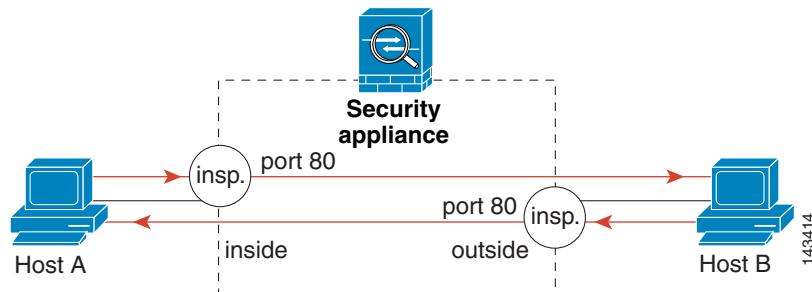 Security
appliance
insp.
port 80
port 80
insp.
inside
outside
Host A
Host B
143414